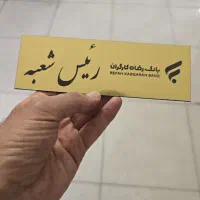 بانک رفاه کارگران
REFAH KARGARAN BANK
رئیس شعبه